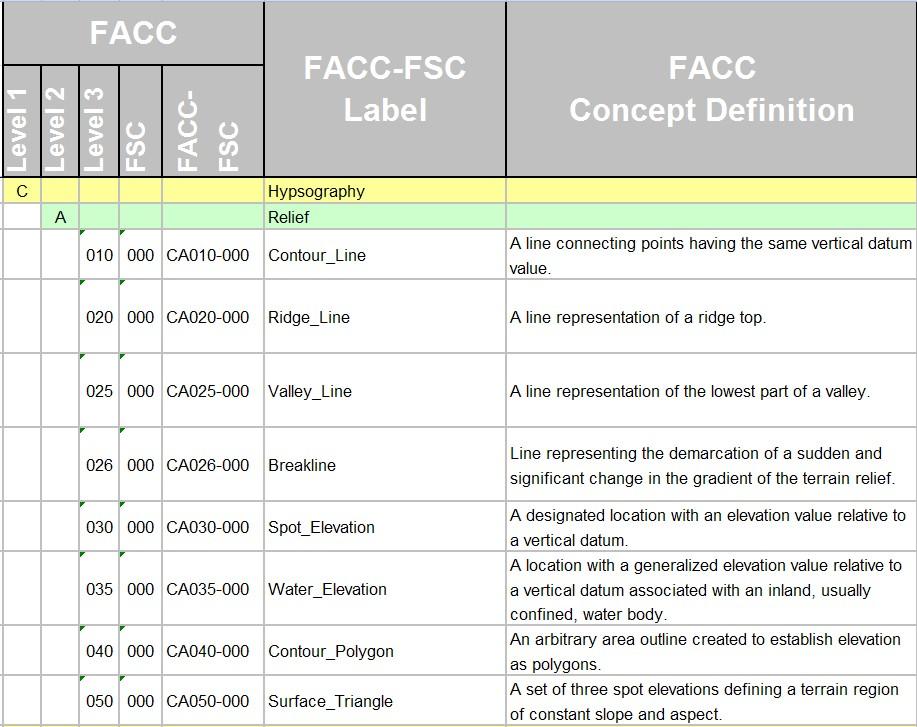 FACC
FACC-FSC
Label
FACC
Concept Definition
Level 1
Level 2
Level 3
FSC
FACC-
FSC
C Hypsography
A Relief
010 000 CA010-000 Contour_Line A line connecting points having the same vertical datum
value.
020 000 CA020-000 Ridge_Line A line representation of a ridge top.
025 000 CA025-000 Valley_Line A line representation of the lowest part of a valley.
026 000 CA026-000 Breakline Line representing the demarcation of a sudden and
significant change in the gradient of the terrain relief.
030 000 CA030-000 Spot_Elevation A designated location with an elevation value relative to
a vertical datum.
035 000 CA035-000 Water_Elevation A location with a generalized elevation value relative to
a vertical datum associated with an inland, usually
confined, water body.
040 000 CA040-000 Contour_Polygon An arbitrary area outline created to establish elevation
as polygons.
050 000 CA050-000 Surface_Triangle A set of three spot elevations defining a terrain region
of constant slope and aspect.